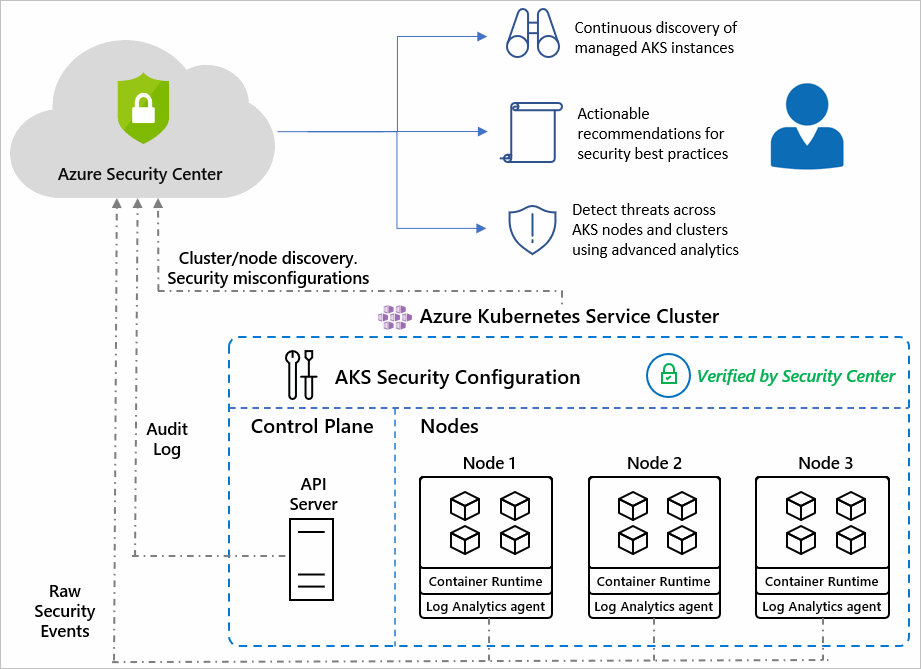 Continuous discovery of
managed AKS instances
Actionable
recommendations for
security best practices
Azure Security Center
Detect threats across
AKS nodes and clusters
using advanced analytics
Cluster/node discovery.
Security misconfigurations
Azure Kubernetes Service Cluster
AKS Security Configuration
Verified by Security Center
Control Plane
Nodes
Audit
Log
API
Server
Node 1
Node 2
Node 3
Container Runtime
Container Runtime
Container Runtime
Log Analytics agent
Log Analytics agent
Log Analytics agent
Raw
Security
Events